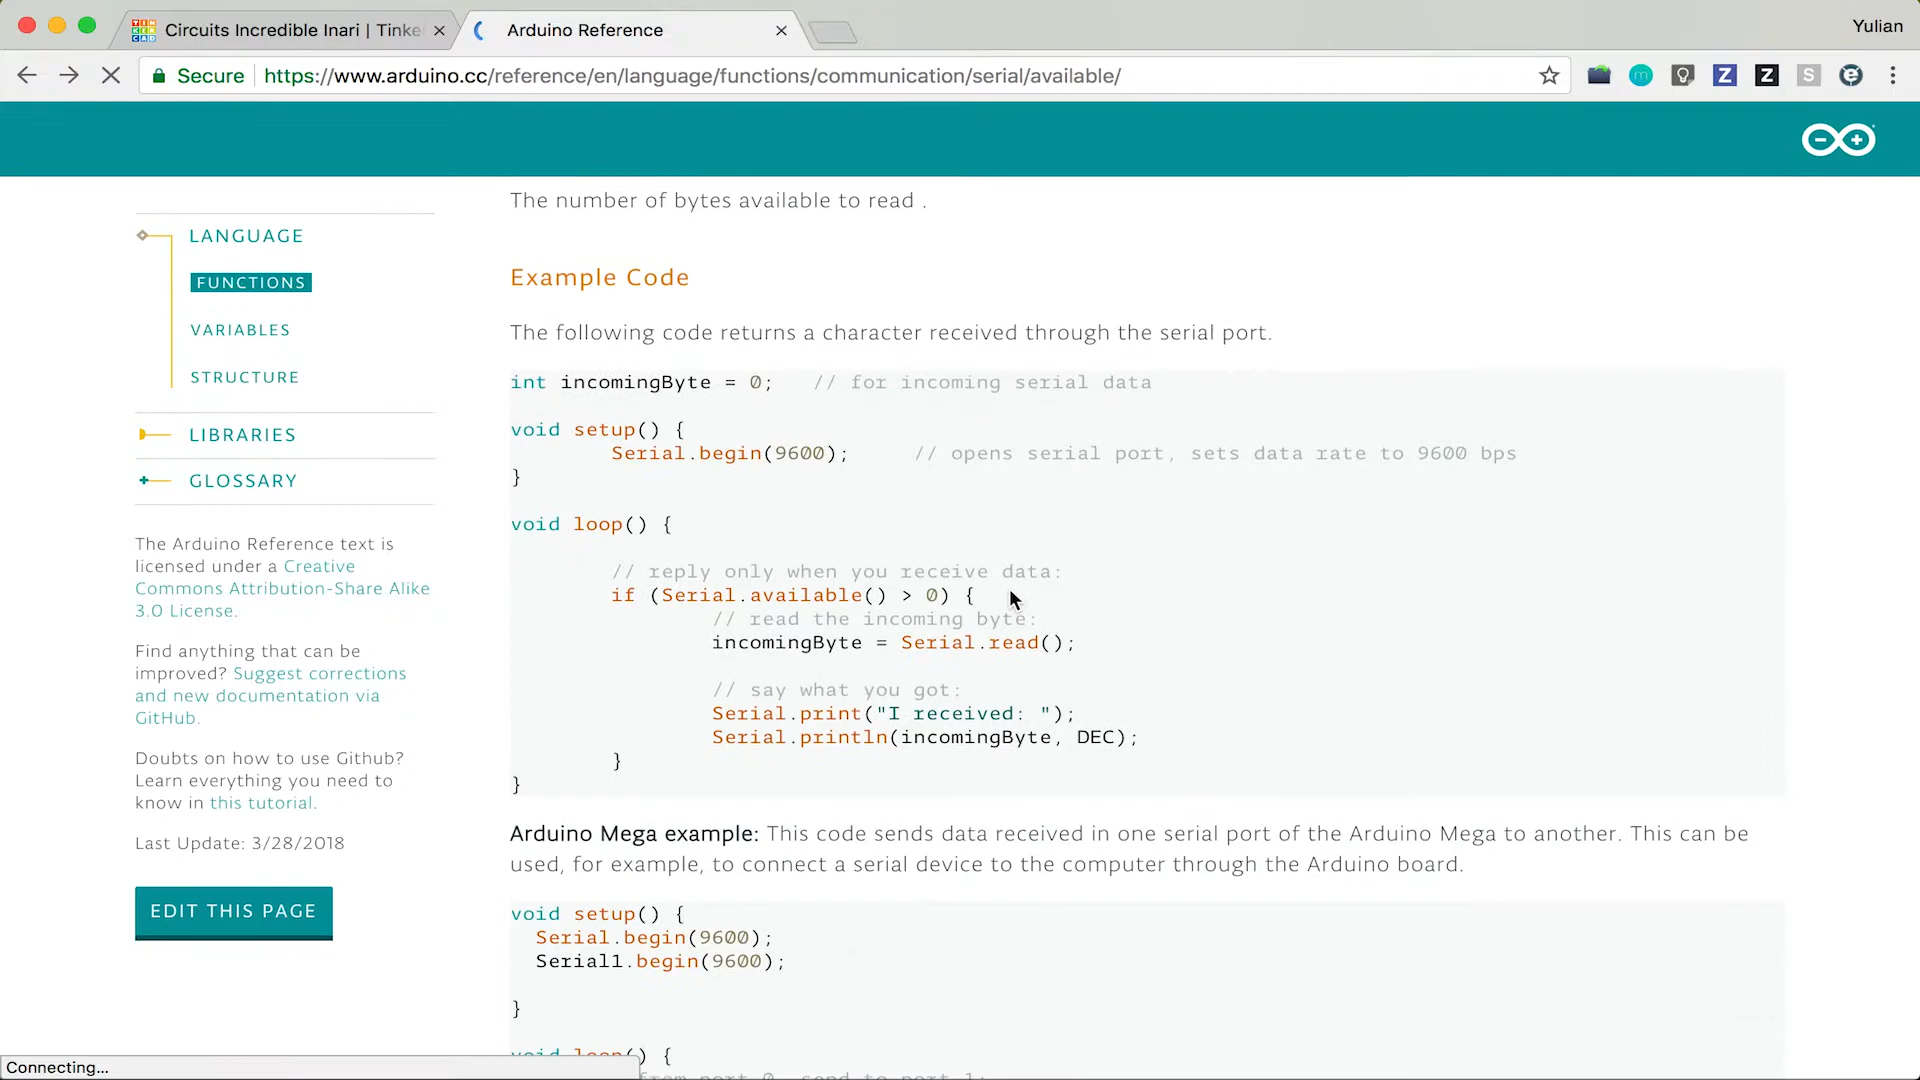 Circuits Incredible Inari | Tinke
Arduino Reference
Yulian
Secure
https://www.arduino.cc/reference/en/language/functions/communication/serial/available/
LANGUAGE
FUNCTIONS
VARIABLES
STRUCTURE
LIBRARIES
GLOSSARY
The Arduino Reference text is
licensed under a Creative
Commons Attribution-Share Alike
3.0 License.
Find anything that can be
improved? Suggest corrections
and new documentation via
GitHub.
Doubts on how to use Github?
Learn everything you need to
know in this tutorial.
Last Update: 3/28/2018
EDIT THIS PAGE
The number of bytes available to read .
Example Code
The following code returns a character received through the serial port.
int incomingByte = 0;   // for incoming serial data
void setup() {
Serial.begin(9600);     // opens serial port, sets data rate to 9600 bps
}
void loop() {
// reply only when you receive data:
if (Serial.available() > 0) {
// read the incoming byte:
incomingByte = Serial.read();
// say what you got:
Serial.print("I received: ");
Serial.println(incomingByte, DEC);
}
}
Arduino Mega example: This code sends data received in one serial port of the Arduino Mega to another. This can be
used, for example, to connect a serial device to the computer through the Arduino board.
void setup() {
Serial.begin(9600);
Serial1.begin(9600);
}
void loop() {
from port 0, send to port 1:
Connecting...